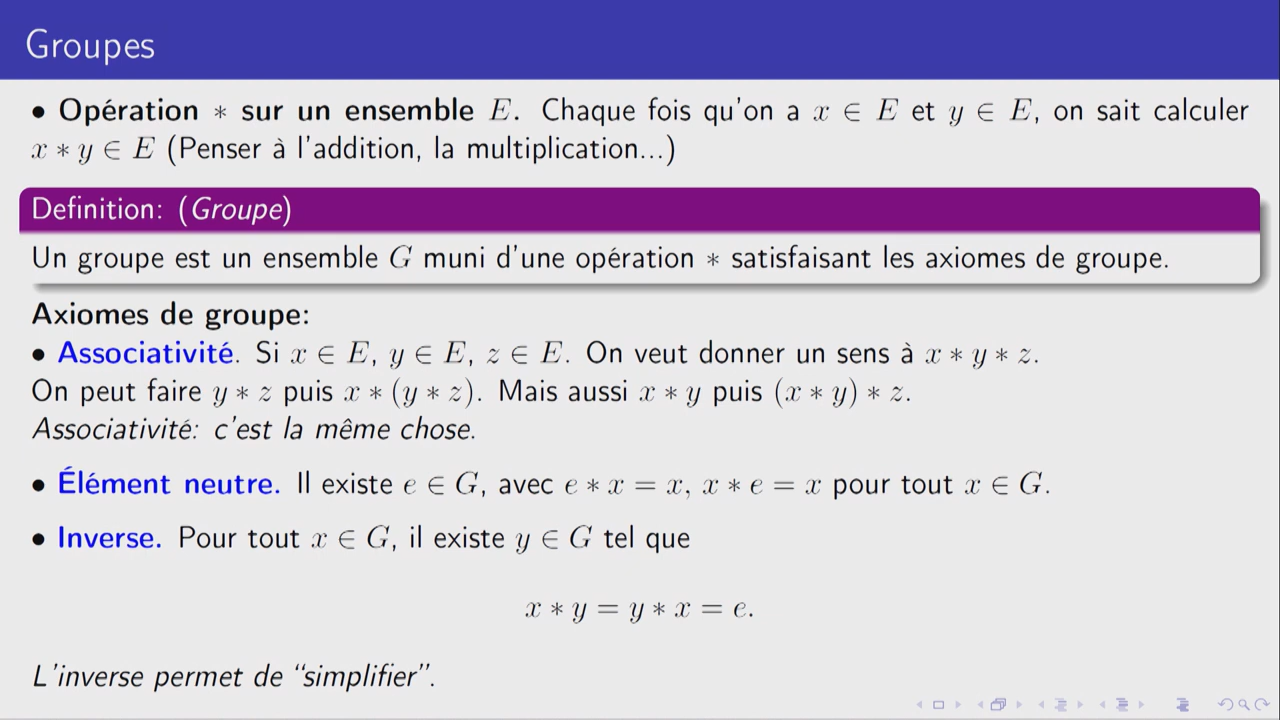 Groupes
• Opération ∗ sur un ensemble E. Chaque fois qu'on a x ∈ E et y ∈ E, on sait calculer
x ∗ y ∈ E (Penser à l'addition, la multiplication...)
Definition: (Groupe)
Un groupe est un ensemble G muni d'une opération ∗ satisfaisant les axiomes de groupe.
Axiomes de groupe:
• Associativité. Si x ∈ E, y ∈ E, z ∈ E. On veut donner un sens à x ∗ y ∗ z.
On peut faire y ∗ z puis x ∗ (y ∗ z). Mais aussi x ∗ y puis (x ∗ y) ∗ z.
Associativité: c'est la même chose.
• Élément neutre. Il existe e ∈ G, avec e ∗ x = x, x ∗ e = x pour tout x ∈ G.
• Inverse. Pour tout x ∈ G, il existe y ∈ G tel que
x ∗ y = y ∗ x = e.
L'inverse permet de “simplifier”.